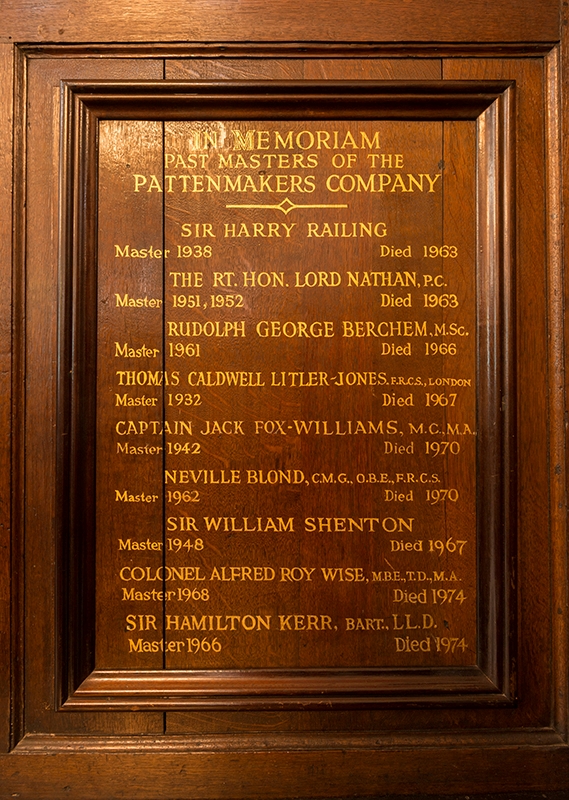 IN MEMORIAM
PAST MASTERS OF THE
PATTENMAKERS COMPANY
SIR HARRY RAILING
Master 1938 Died 1963
THE RT. HON. LORD NATHAN, P.C.
Master 1951, 1952 Died 1963
RUDOLPH GEORGE BERCHEM, M.Sc.
Master 1961 Died 1966
THOMAS CALDWELL LITLER-JONES. F.R.C.S., LONDON
Master 1932 Died 1967
CAPTAIN JACK FOX-WILLIAMS, M.C., M.A.
Master 1942 Died 1970
NEVILLE BLOND, C.M.G., O.B.E., F.R.C.S.
Master 1962 Died 1970
SIR WILLIAM SHENTON
Master 1948 Died 1967
COLONEL ALFRED ROY WISE, M.B.E., T.D., M.A.
Master 1968 Died 1974
SIR HAMILTON KERR, BART., LL.D.
Master 1966 Died 1974